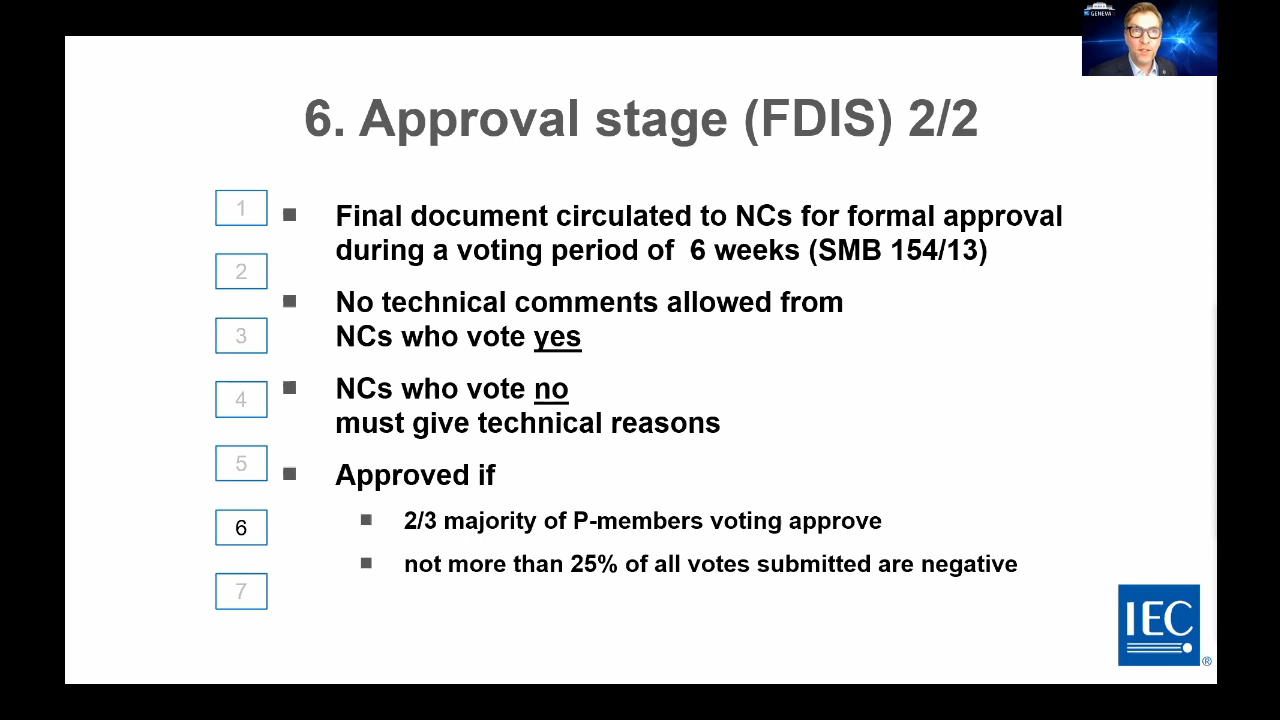 GENEVA
6. Approval stage (FDIS) 2/2
1
2
3
4
5
6
7
Final document circulated to NCs for formal approval
during a voting period of 6 weeks (SMB 154/13)
No technical comments allowed from
NCs who vote yes
NCs who vote no
must give technical reasons
Approved if
2/3 majority of P-members voting approve
not more than 25% of all votes submitted are negative
IEC
®